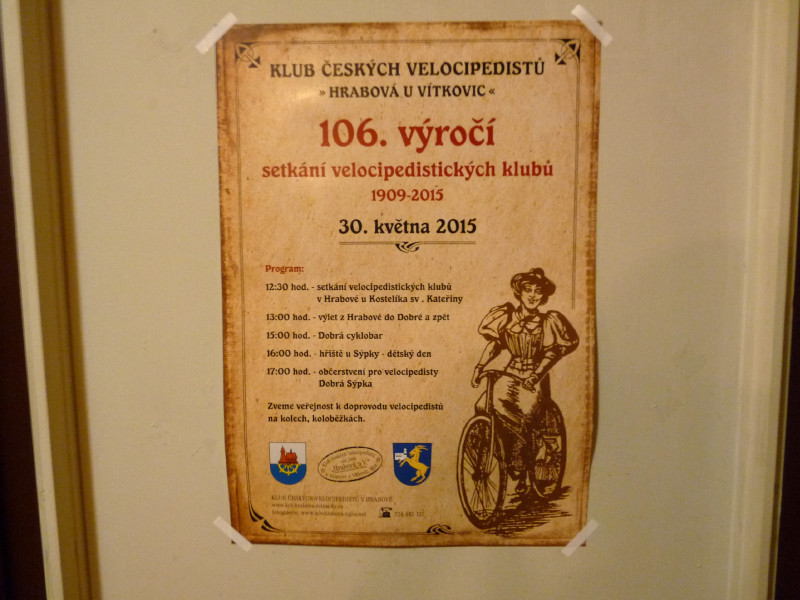 KLUB ČESKÝCH VELOCIPEDISTŮ
» HRABOVÁ U VÍTKOVIC «
106. výročí
setkání velocipedistických klubů
1909-2015
30. května 2015
Program:
12:30 hod. - setkání velocipedistických klubů
v Hrabové u Kostelíka sv . Kateřiny
13:00 hod. - výlet z Hrabové do Dobré a zpět
15:00 hod. - Dobrá cyklobar
16:00 hod. - hřiště u Sýpky - dětský den
17:00 hod. - občerstvení pro velocipedisty
Dobrá Sýpka
Zveme veřejnost k doprovodu velocipedistů
na kolech, koloběžkách.
KLUB ČESKÝCH VELOCIPEDISTŮ V HRABOVÉ